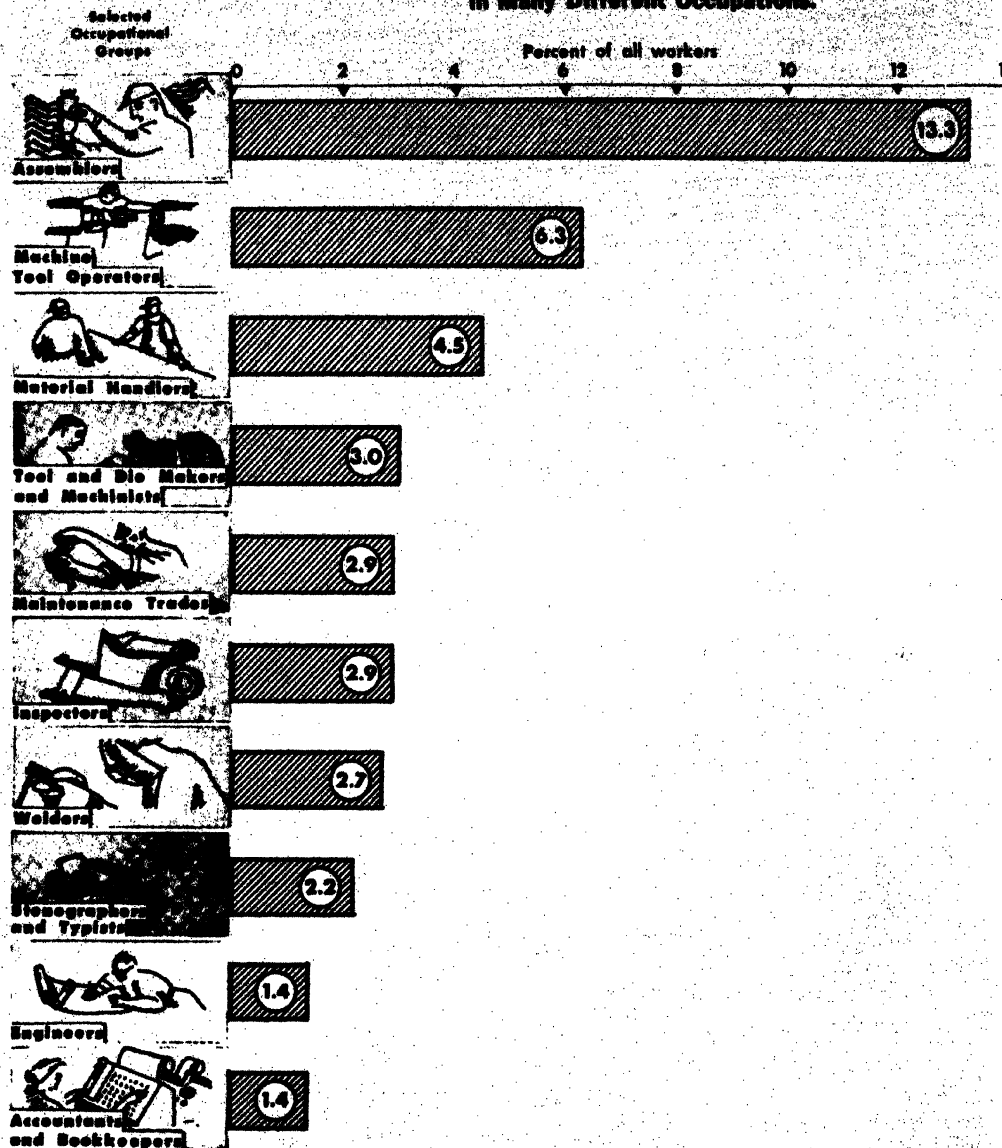 in Many Different Occupations.
Selected
Occupational
Groups
Percent of all workers
0 2 4 6 8 10 12
Assemblers
13.3
Machine
Tool Operators
6.3
Material Handlers
4.5
Tool and Die Makers
and Machinists
3.0
Maintenance Trades
2.9
Inspectors
2.9
Welders
2.7
Stenographers
and Typists
2.2
Engineers
1.4
Accountants
and Bookkeepers
1.4